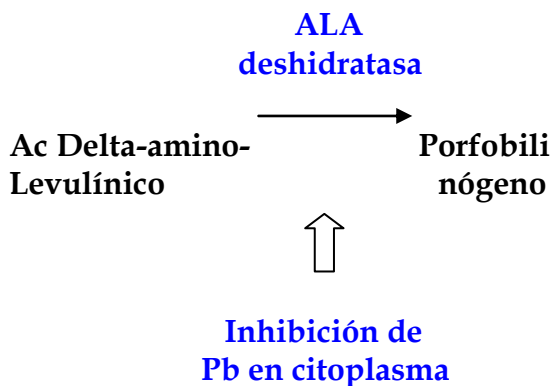 ALA
deshidratasa
Ac Delta-amino-
Levulínico
Porfobili
nógeno
Inhibición de
Pb en citoplasma